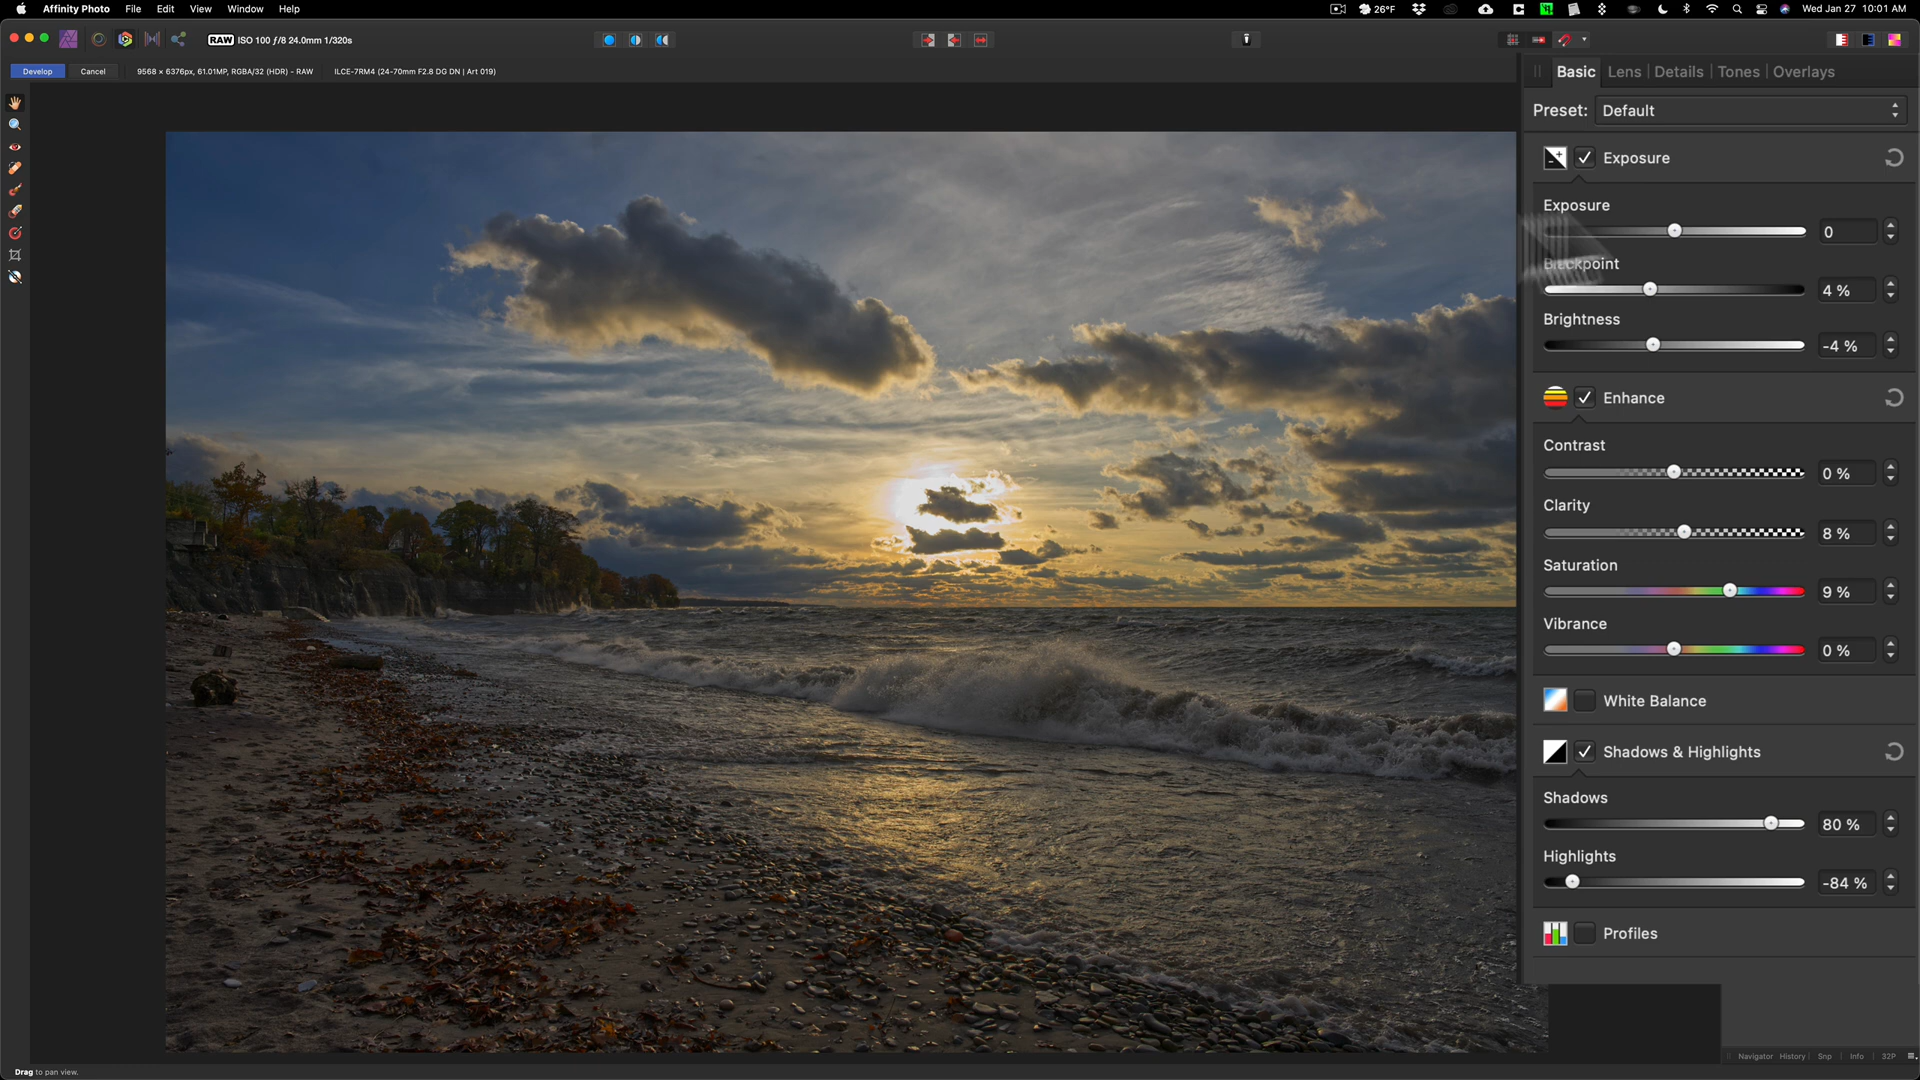 Affinity Photo File Edit View Window Help
26°F Wed Jan 27 10:01 AM
RAW ISO 100 ƒ/8 24.0mm 1/320s
Develop Cancel 9568 × 6376px, 61.01MP, RGBA/32 (HDR) - RAW ILCE-7RM4 (24-70mm F2.8 DG DN | Art 019)
Basic Lens Details Tones Overlays
Preset: Default
Exposure
Exposure
0
Blackpoint
4 %
Brightness
-4 %
Enhance
Contrast
0 %
Clarity
8 %
Saturation
9 %
Vibrance
0 %
White Balance
Shadows & Highlights
Shadows
80 %
Highlights
-84 %
Profiles
Navigator History Snp Info 32P
Drag to pan view.